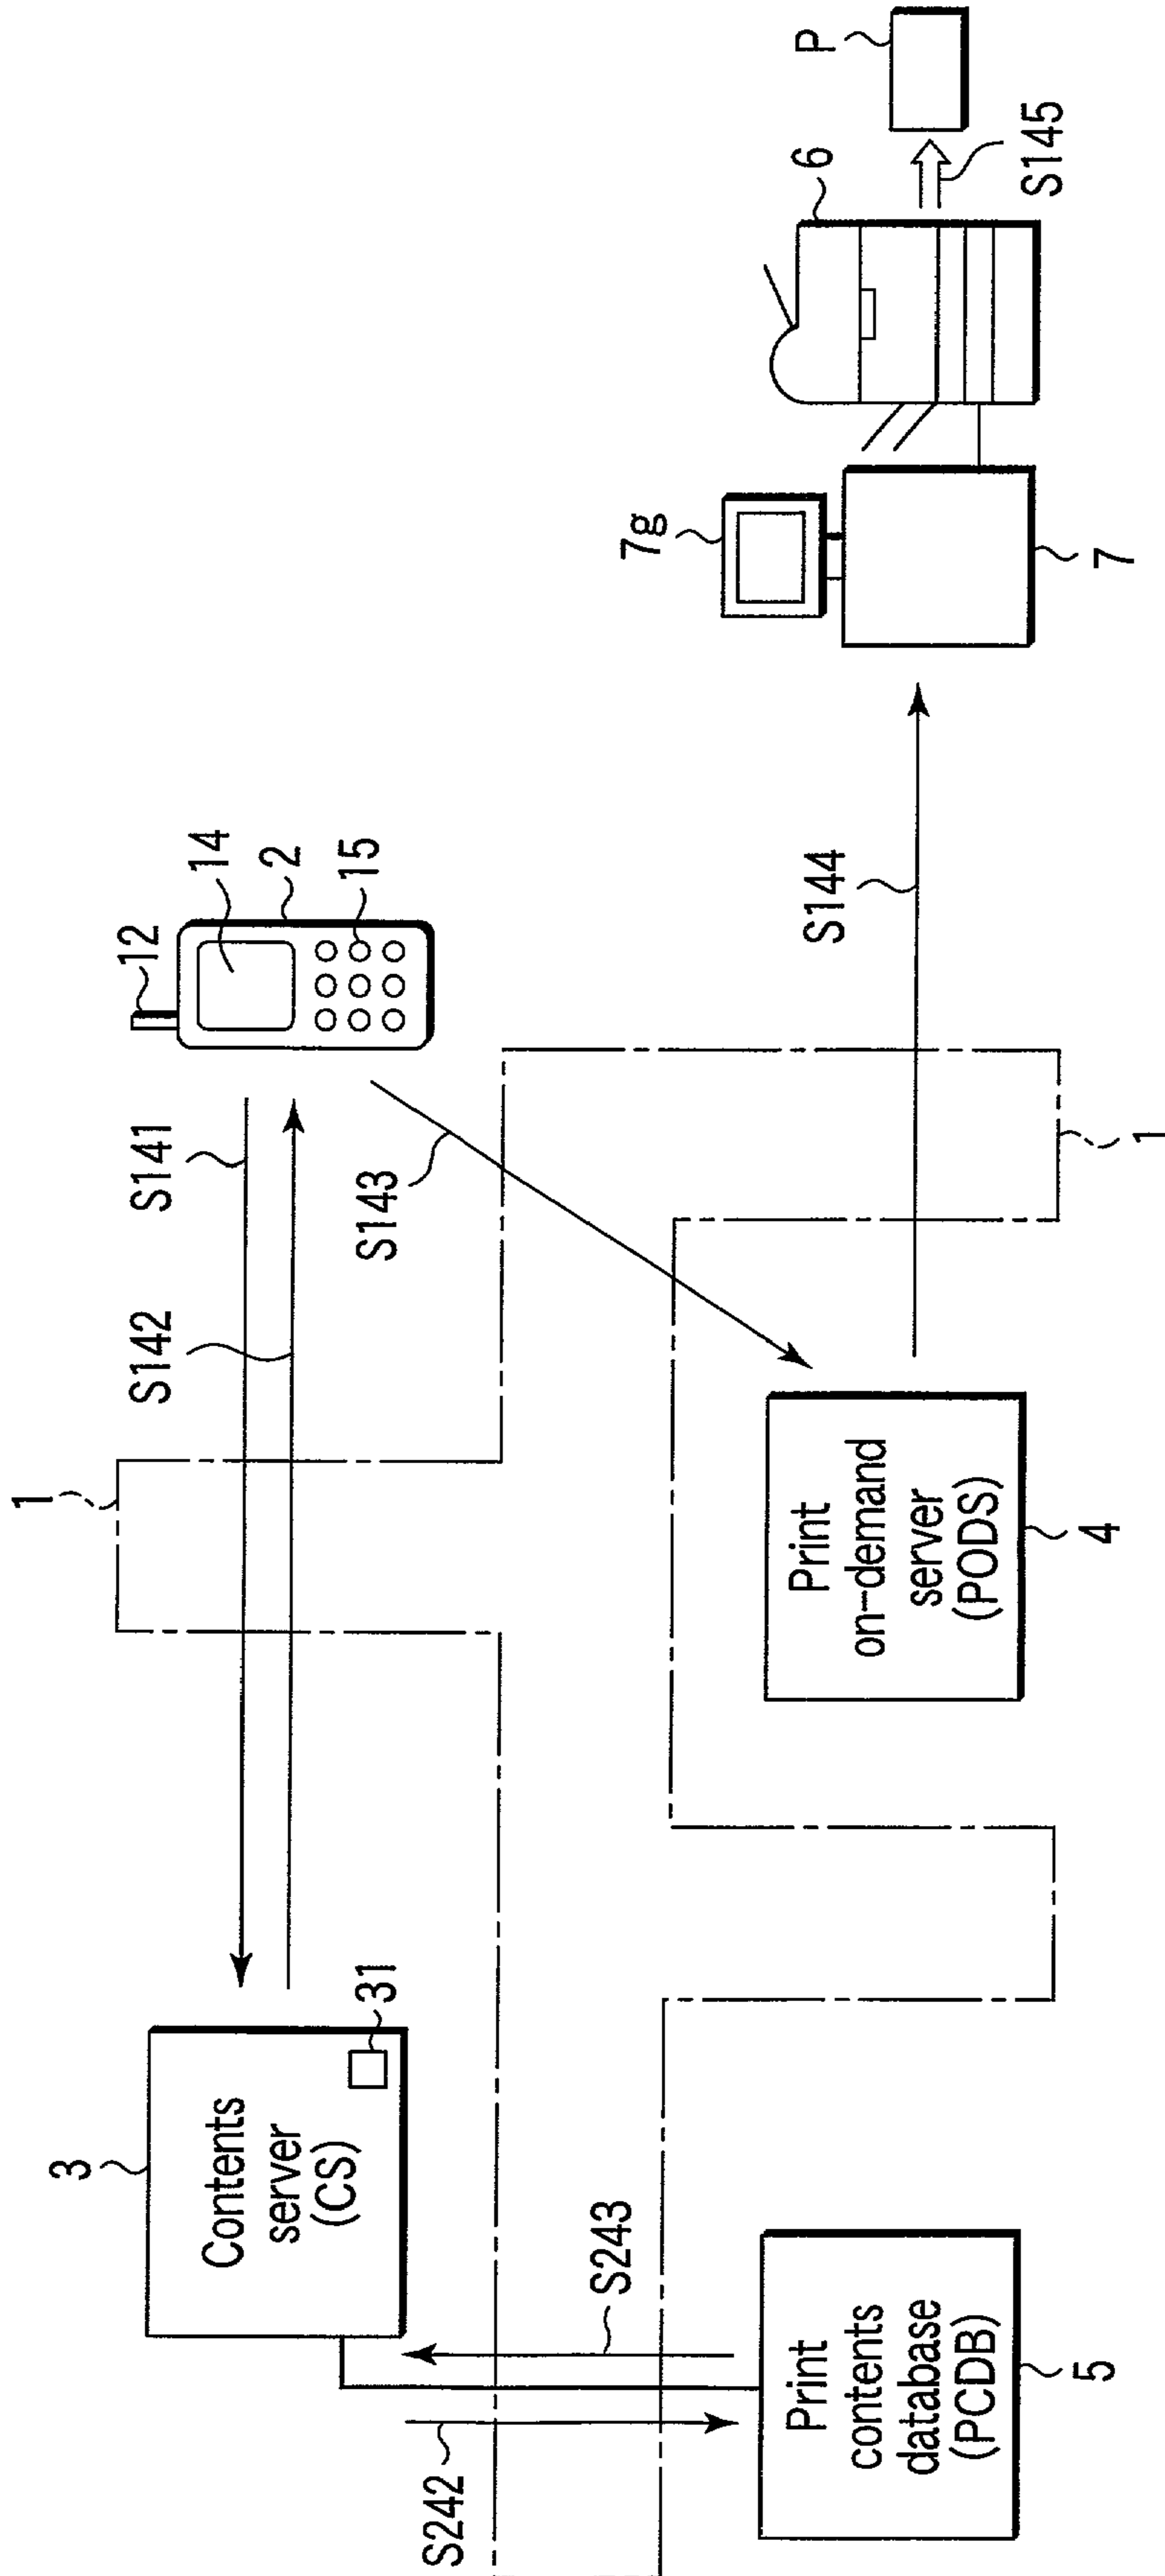 3
Contents
server
(CS)
31
S242
S243
Print
contents
database
(PCDB)
5
1
S142
S141
S143
12
14
2
15
Print
on-demand
server
(PODS)
4
1
S144
7g
7
6
P
S145